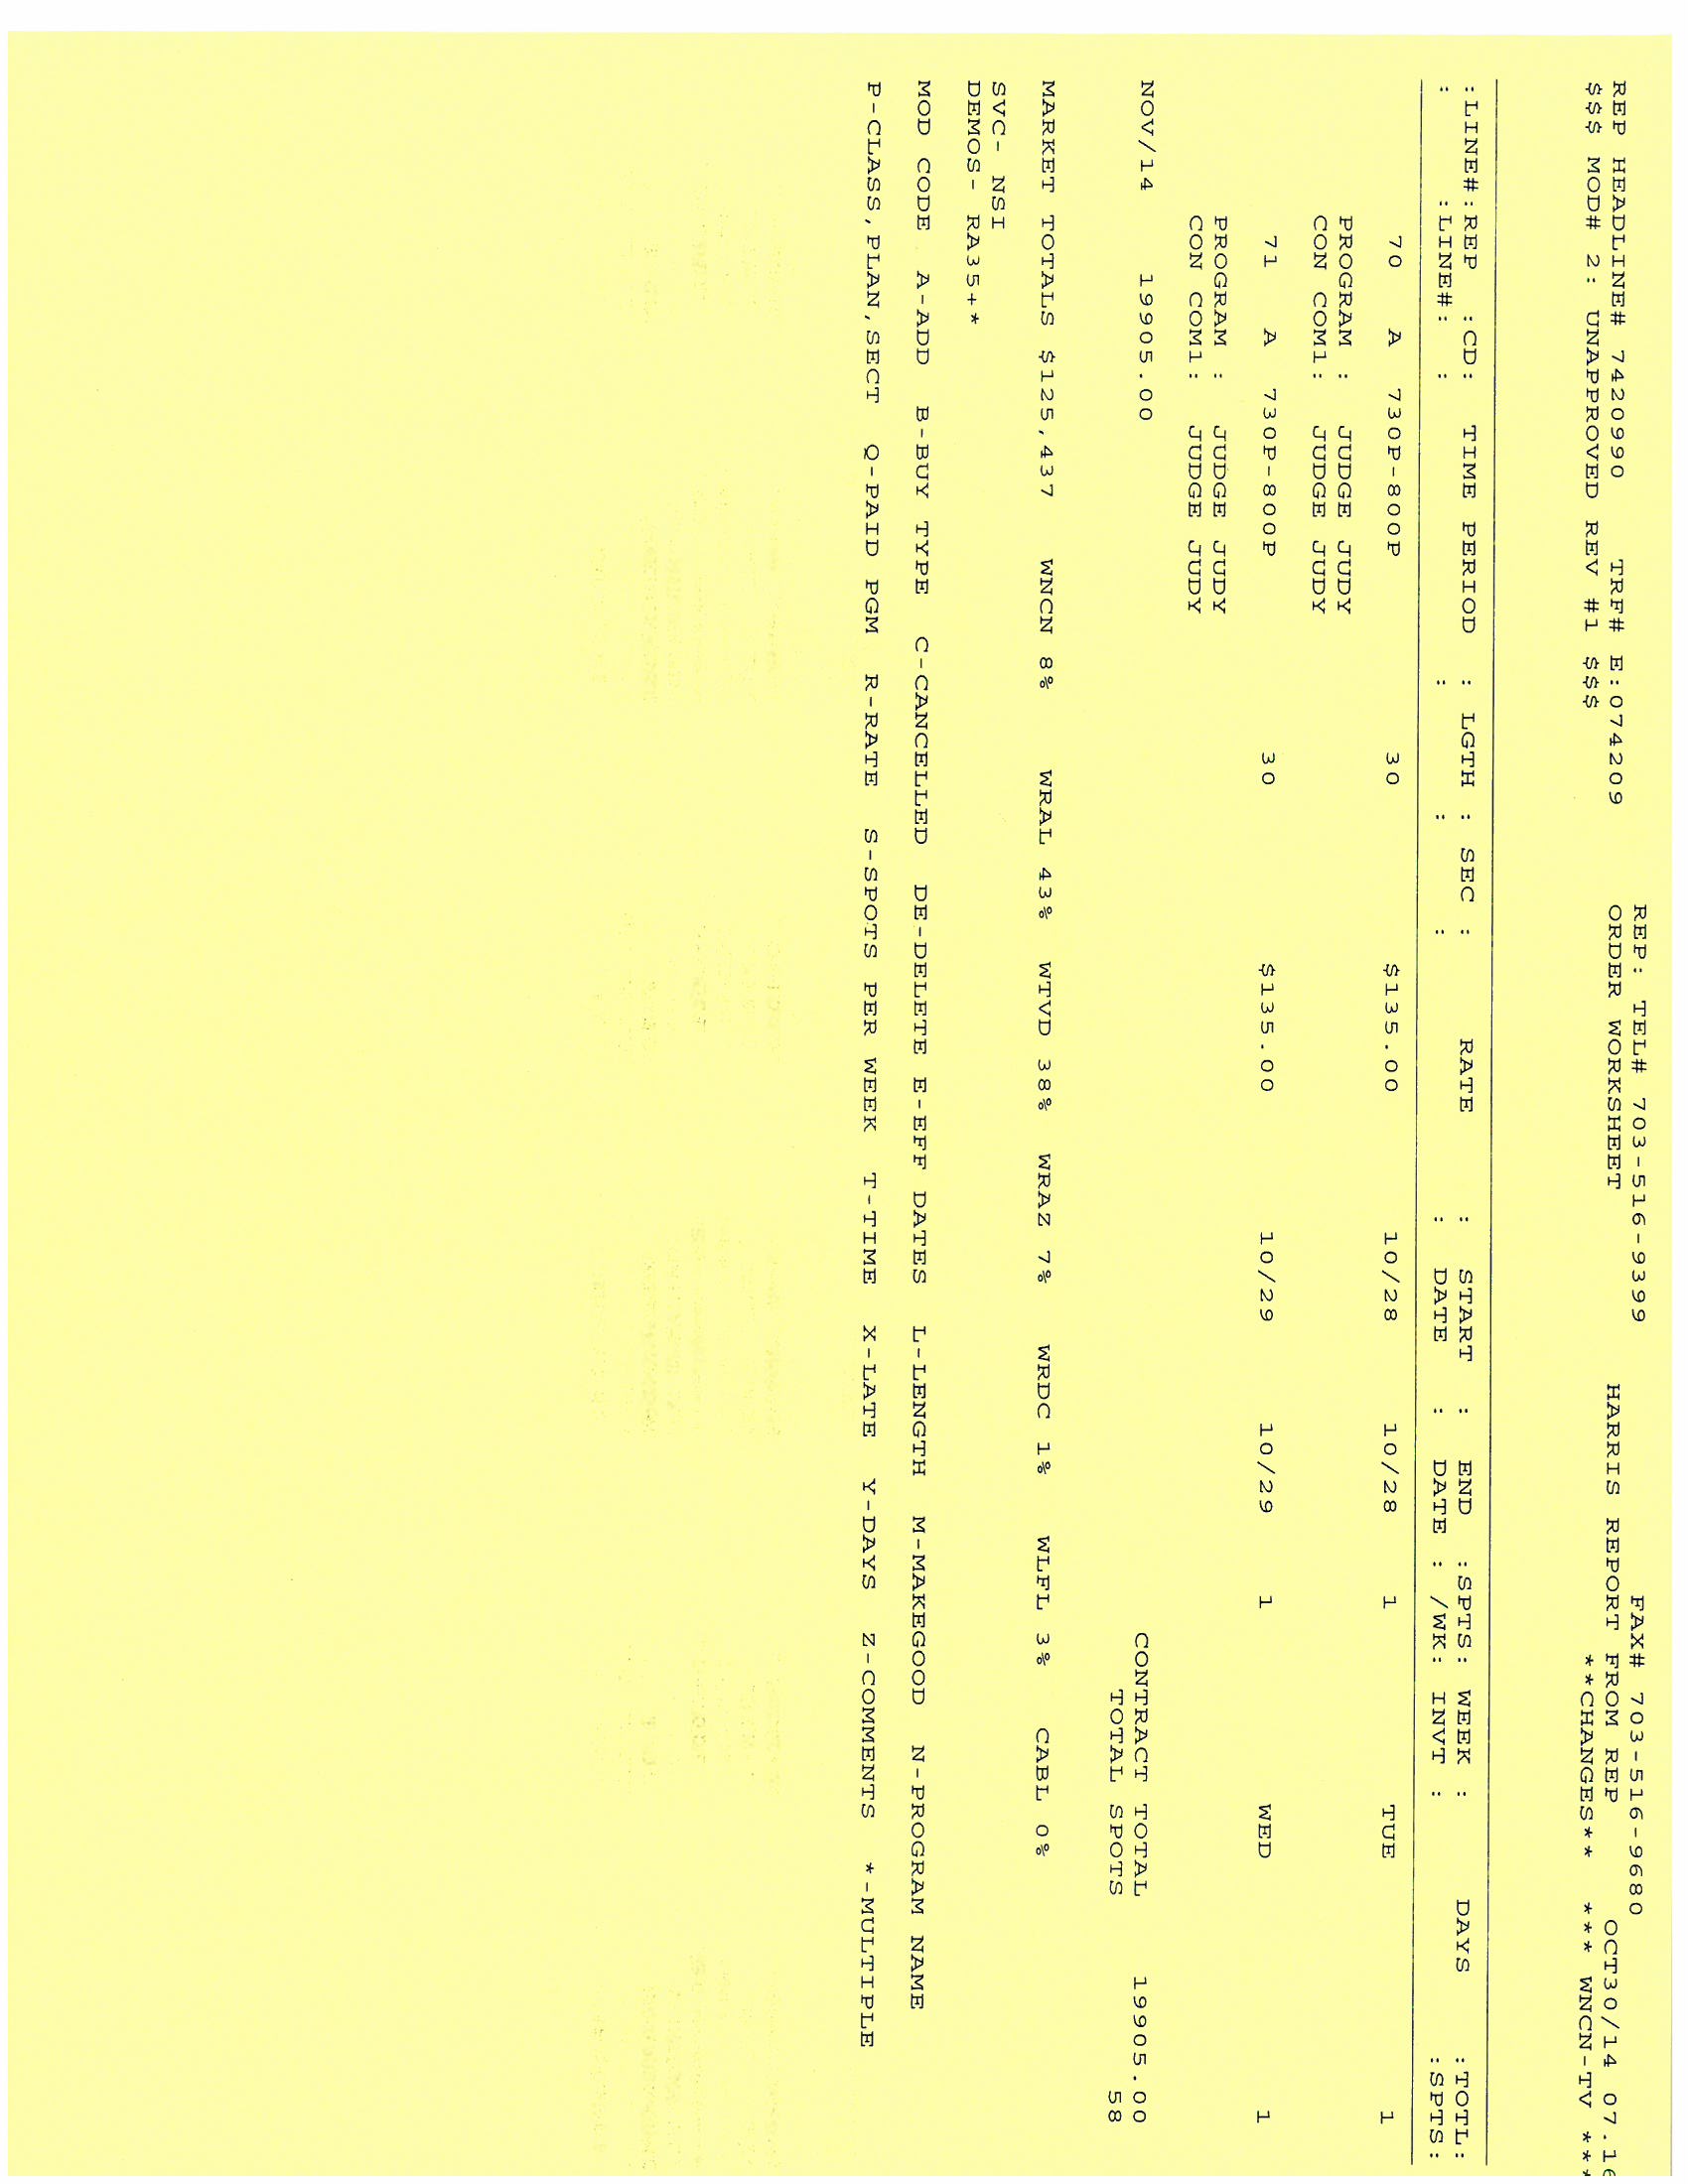 REP: TEL# 703-516-9399 FAX# 703-516-9680
REP HEADLINE# 7420990 TRF# E:074209 ORDER WORKSHEET HARRIS REPORT FROM REP OCT30/14 07.16
$$$ MOD# 2: UNAPPROVED REV #1 $$$ **CHANGES** *** WNCN-TV ***
:LINE#:REP :CD: TIME PERIOD : LGTH : SEC : RATE : START : END :SPTS: WEEK : DAYS :TOTL:
: :LINE#: : : : : : DATE : DATE : /WK: INVT : :SPTS:
70 A 730P-800P 30 $135.00 10/28 10/28 1 TUE 1
PROGRAM : JUDGE JUDY
CON COM1: JUDGE JUDY
71 A 730P-800P 30 $135.00 10/29 10/29 1 WED 1
PROGRAM : JUDGE JUDY
CON COM1: JUDGE JUDY
NOV/14 19905.00 CONTRACT TOTAL 19905.00
TOTAL SPOTS 58
MARKET TOTALS $125,437 WNCN 8% WRAL 43% WTVD 38% WRAZ 7% WRDC 1% WLFL 3% CABL 0%
SVC- NSI
DEMOS- RA35+*
MOD CODE A-ADD B-BUY TYPE C-CANCELLED DE-DELETE E-EFF DATES L-LENGTH M-MAKEGOOD N-PROGRAM NAME
P-CLASS,PLAN,SECT Q-PAID PGM R-RATE S-SPOTS PER WEEK T-TIME X-LATE Y-DAYS Z-COMMENTS *-MULTIPLE